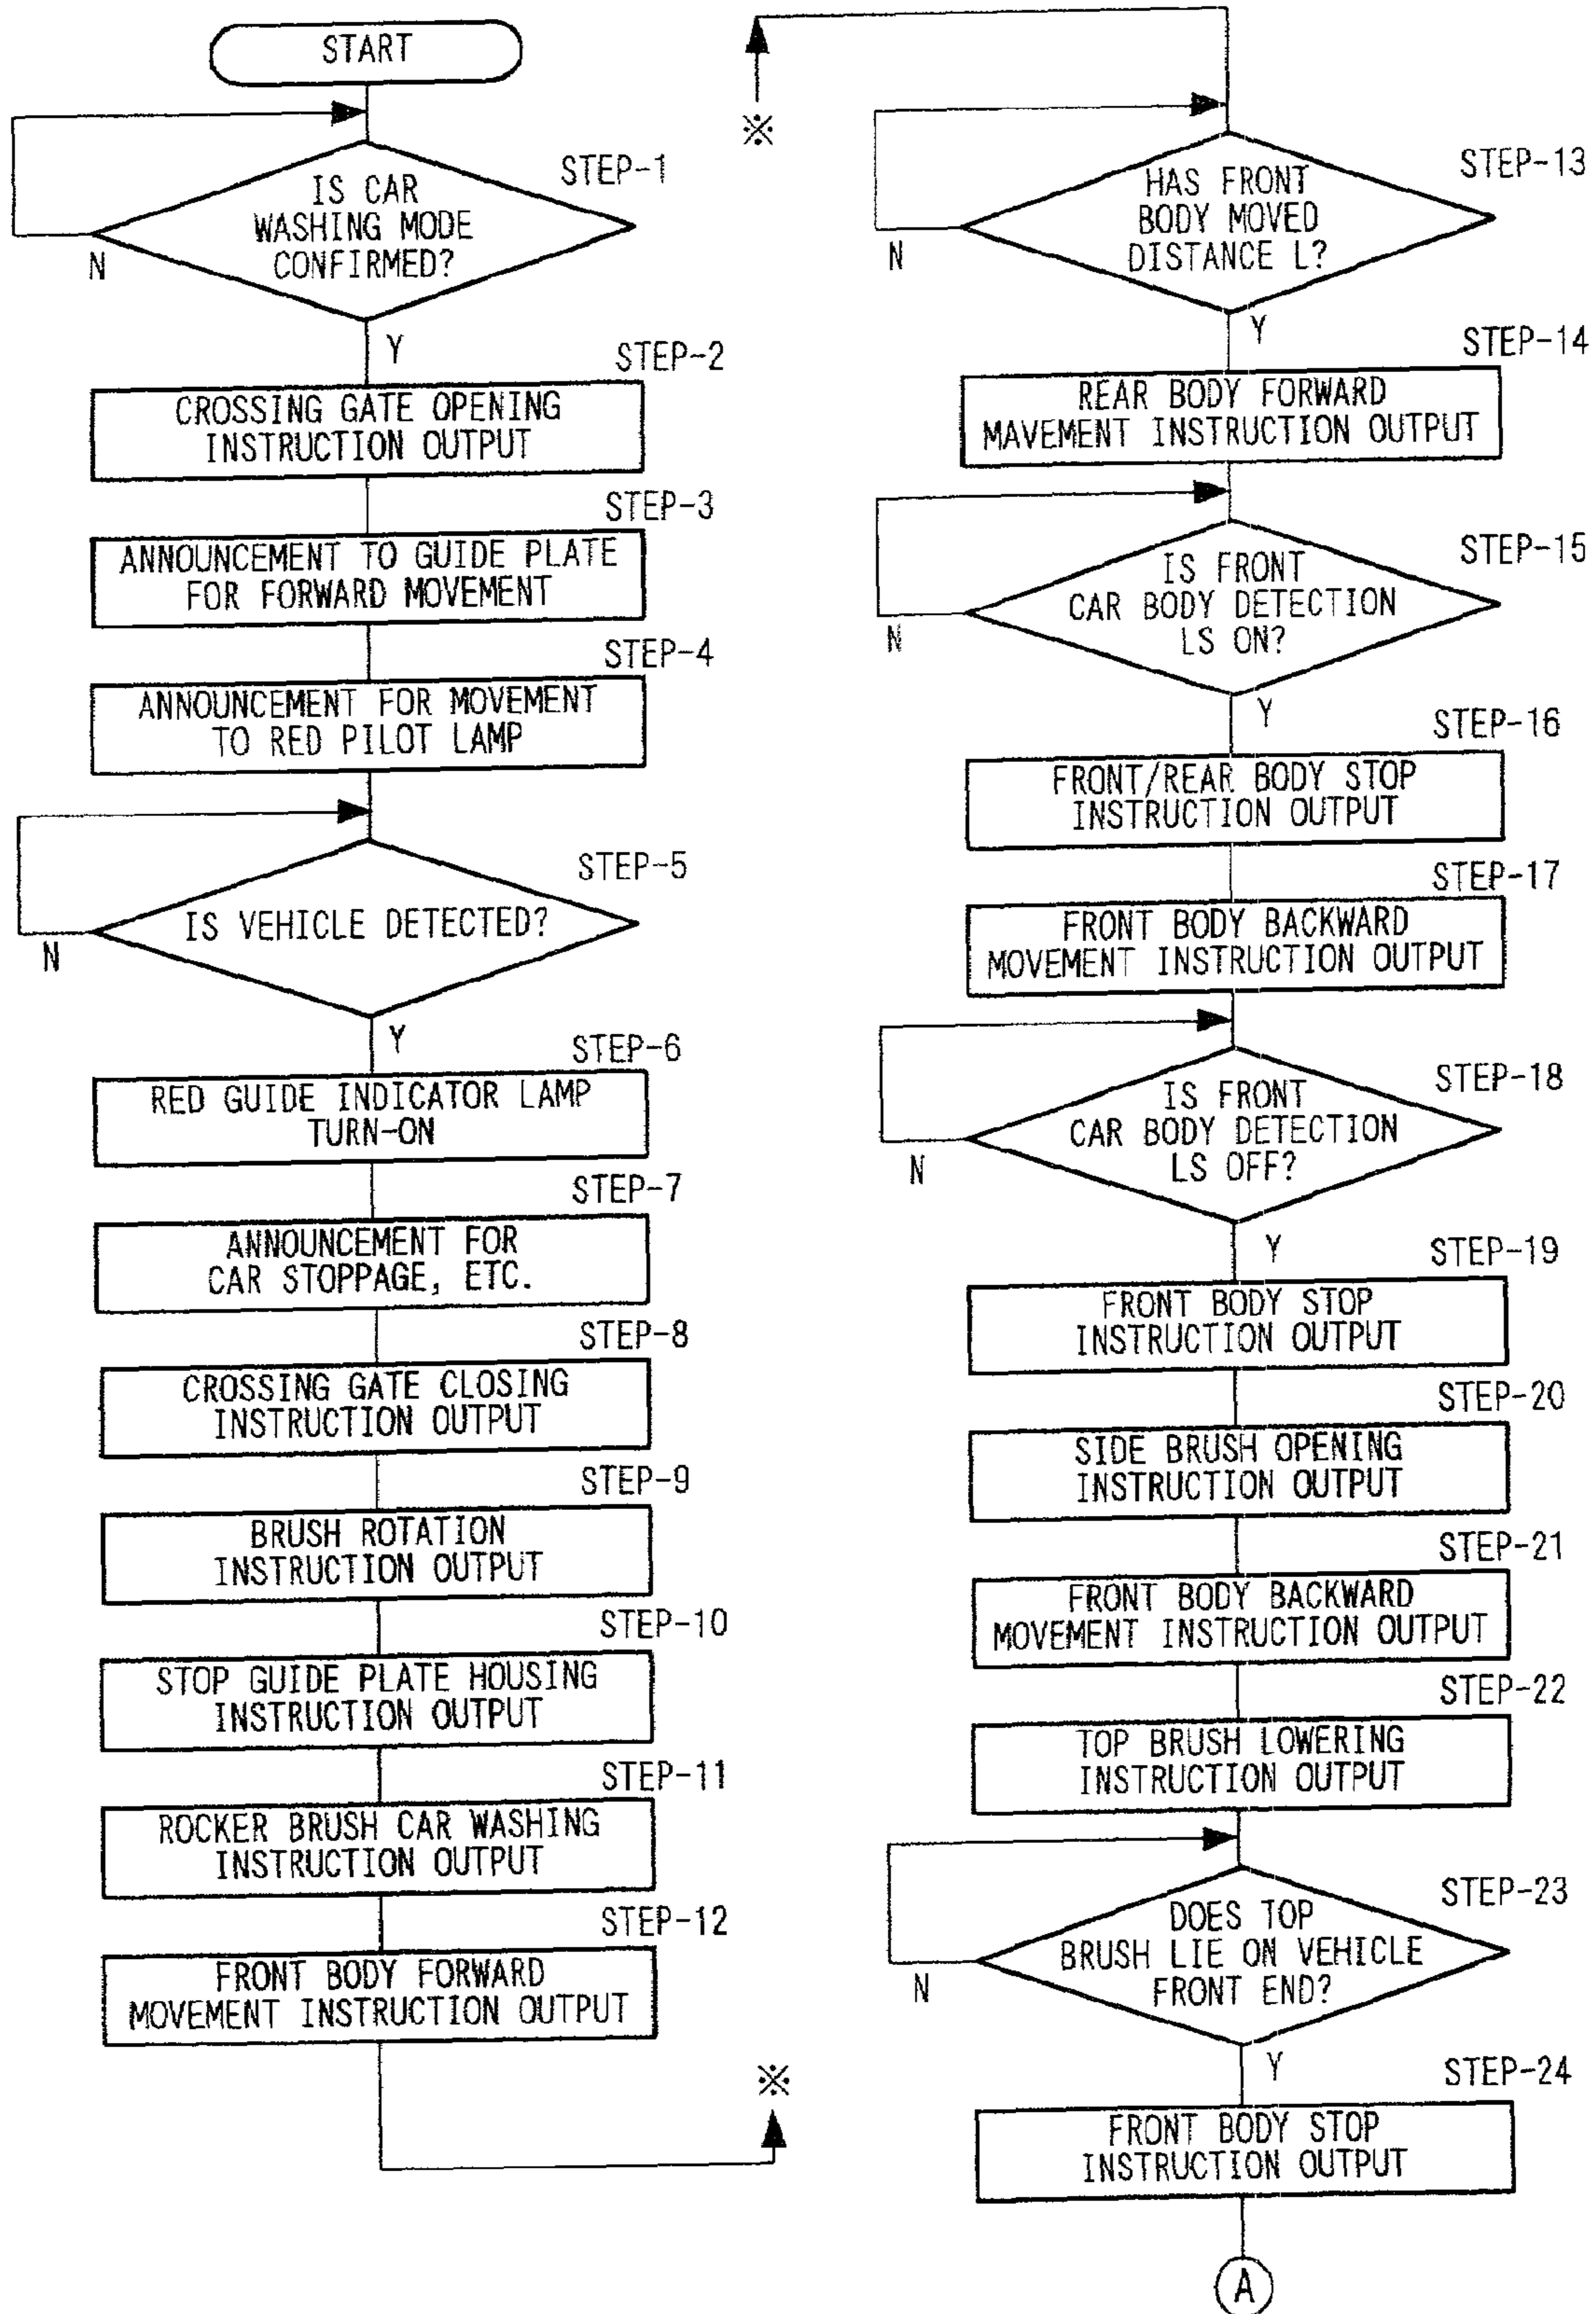 START
STEP-1
IS CAR
WASHING MODE
CONFIRMED?
N
Y
STEP-2
CROSSING GATE OPENING
INSTRUCTION OUTPUT
STEP-3
ANNOUNCEMENT TO GUIDE PLATE
FOR FORWARD MOVEMENT
STEP-4
ANNOUNCEMENT FOR MOVEMENT
TO RED PILOT LAMP
STEP-5
IS VEHICLE DETECTED?
N
Y
STEP-6
RED GUIDE INDICATOR LAMP
TURN-ON
STEP-7
ANNOUNCEMENT FOR
CAR STOPPAGE, ETC.
STEP-8
CROSSING GATE CLOSING
INSTRUCTION OUTPUT
STEP-9
BRUSH ROTATION
INSTRUCTION OUTPUT
STEP-10
STOP GUIDE PLATE HOUSING
INSTRUCTION OUTPUT
STEP-11
ROCKER BRUSH CAR WASHING
INSTRUCTION OUTPUT
STEP-12
FRONT BODY FORWARD
MOVEMENT INSTRUCTION OUTPUT
※
※
STEP-13
HAS FRONT
BODY MOVED
DISTANCE L?
N
Y
STEP-14
REAR BODY FORWARD
MAVEMENT INSTRUCTION OUTPUT
STEP-15
IS FRONT
CAR BODY DETECTION
LS ON?
N
Y
STEP-16
FRONT/REAR BODY STOP
INSTRUCTION OUTPUT
STEP-17
FRONT BODY BACKWARD
MOVEMENT INSTRUCTION OUTPUT
STEP-18
IS FRONT
CAR BODY DETECTION
LS OFF?
N
Y
STEP-19
FRONT BODY STOP
INSTRUCTION OUTPUT
STEP-20
SIDE BRUSH OPENING
INSTRUCTION OUTPUT
STEP-21
FRONT BODY BACKWARD
MOVEMENT INSTRUCTION OUTPUT
STEP-22
TOP BRUSH LOWERING
INSTRUCTION OUTPUT
STEP-23
DOES TOP
BRUSH LIE ON VEHICLE
FRONT END?
N
Y
STEP-24
FRONT BODY STOP
INSTRUCTION OUTPUT
A